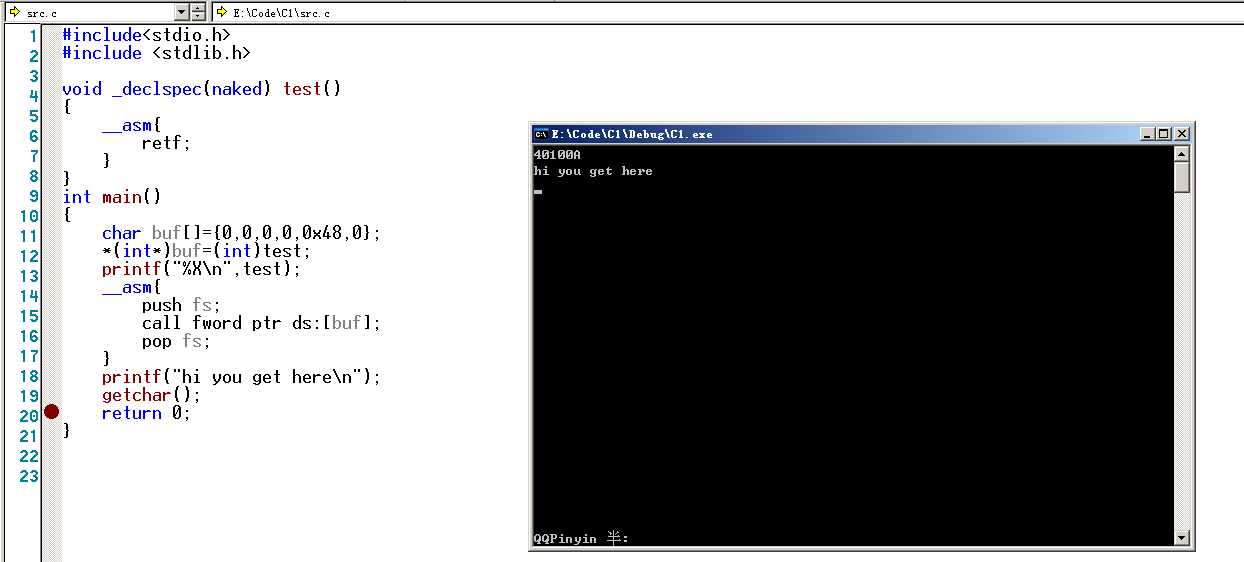 src.c
E:\Code\C1\src.c
1 #include<stdio.h>
2 #include <stdlib.h>
3
4 void _declspec(naked) test()
5 {
6 __asm{
7 retf;
8 }
9 }
10 int main()
11 {
12 char buf[]={0,0,0,0,0x48,0};
13 *(int*)buf=(int)test;
14 printf("%X\n",test);
15 __asm{
16 push fs;
17 call fword ptr ds:[buf];
18 pop fs;
19 }
20 printf("hi you get here\n");
21 getchar();
22 return 0;
23 }
E:\Code\C1\Debug\C1.exe
40100A
hi you get here
QQPinyin 半: